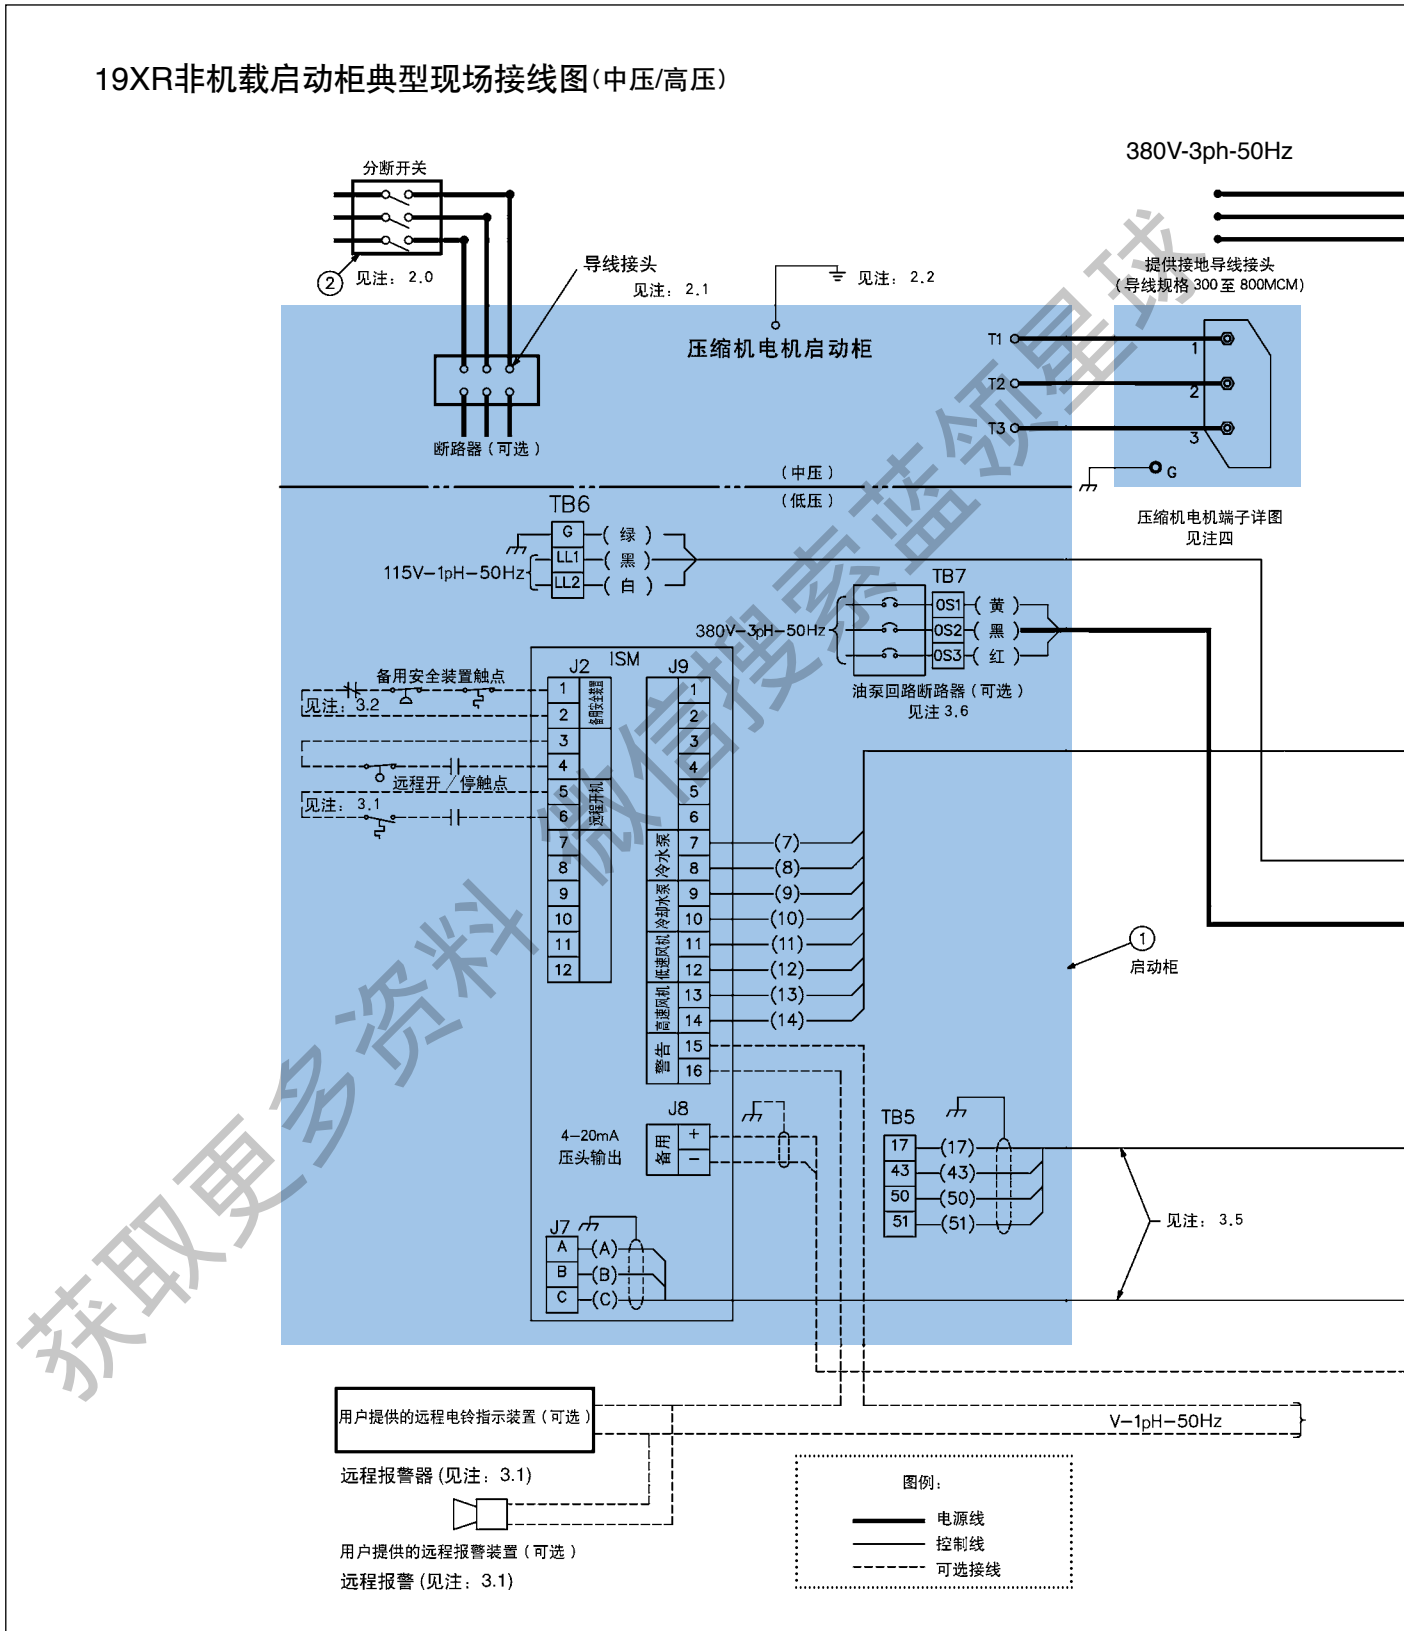 19XR非机载启动柜典型现场接线图(中压/高压)
380V-3ph-50Hz
分断开关
② 见注：2.0
导线接头
见注：2.1
见注：2.2
提供接地导线接头
(导线规格300至800MCM)
压缩机电机启动柜
T1
T2
T3
1
2
3
G
断路器(可选)
(中压)
(低压)
压缩机电机端子详图
见注四
TB6
G (绿)
LL1 (黑)
LL2 (白)
115V-1pH-50Hz
TB7
OS1 (黄)
OS2 (黑)
OS3 (红)
380V-3pH-50Hz
油泵回路断路器(可选)
见注3.6
ISM
J2
J9
备用安全装置触点
见注：3.2
远程开/停触点
见注：3.1
1
2
3
4
5
6
7
8
9
10
11
12
备用安全装置
远程开机
1
2
3
4
5
6
7 (7)
8 (8)
9 (9)
10 (10)
11 (11)
12 (12)
13 (13)
14 (14)
15
16
冷水泵
冷却水泵
低速风机
高速风机
警告
①
启动柜
J8
4-20mA
压头输出
备用
+
−
TB5
17 (17)
43 (43)
50 (50)
51 (51)
见注：3.5
J7
A (A)
B (B)
C (C)
用户提供的远程电铃指示装置(可选)
V-1pH-50Hz
远程报警器(见注：3.1)
用户提供的远程报警装置(可选)
远程报警(见注：3.1)
图例：
电源线
控制线
可选接线
获取更多资料 微信搜索蓝领星球